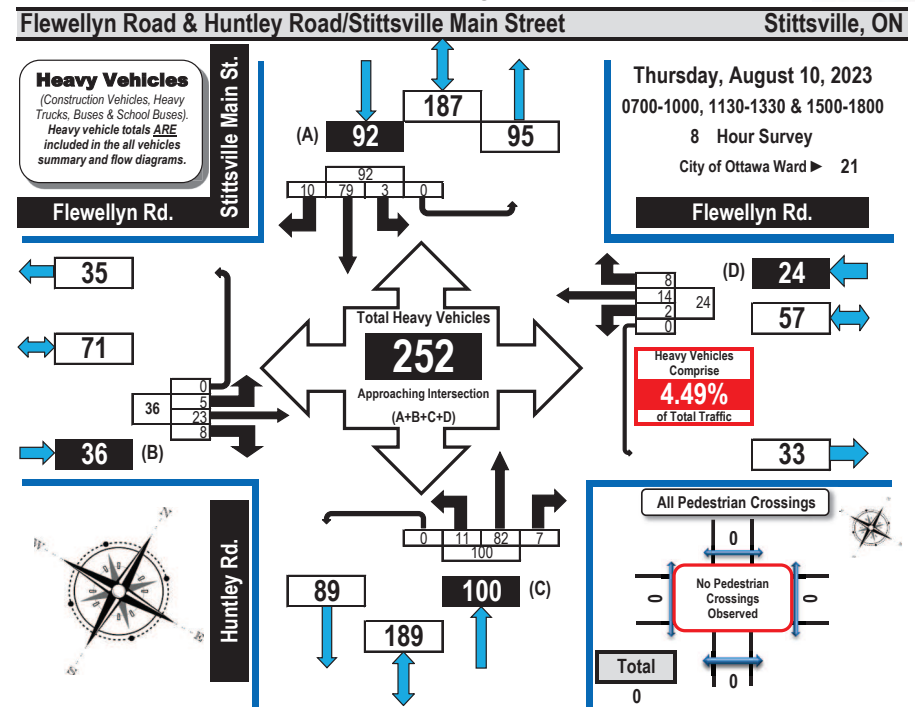 Flewellyn Road & Huntley Road/Stittsville Main Street
Stittsville, ON
Heavy Vehicles
(Construction Vehicles, Heavy
Trucks, Buses & School Buses).
Heavy vehicle totals ARE
included in the all vehicles
summary and flow diagrams.
Stittsville Main St.
Flewellyn Rd.
187
(A)
92
95
92
10
79
3
0
Thursday, August 10, 2023
0700-1000, 1130-1330 & 1500-1800
8 Hour Survey
City of Ottawa Ward ► 21
Flewellyn Rd.
35
71
0
5
23
8
36
36
(B)
Total Heavy Vehicles
252
Approaching Intersection
(A+B+C+D)
8
14
2
0
24
(D)
24
57
Heavy Vehicles
Comprise
4.49%
of Total Traffic
33
Huntley Rd.
N
W
E
S
0
11
82
7
100
89
100
(C)
189
All Pedestrian Crossings
0
0
No Pedestrian
Crossings
Observed
0
0
Total
0